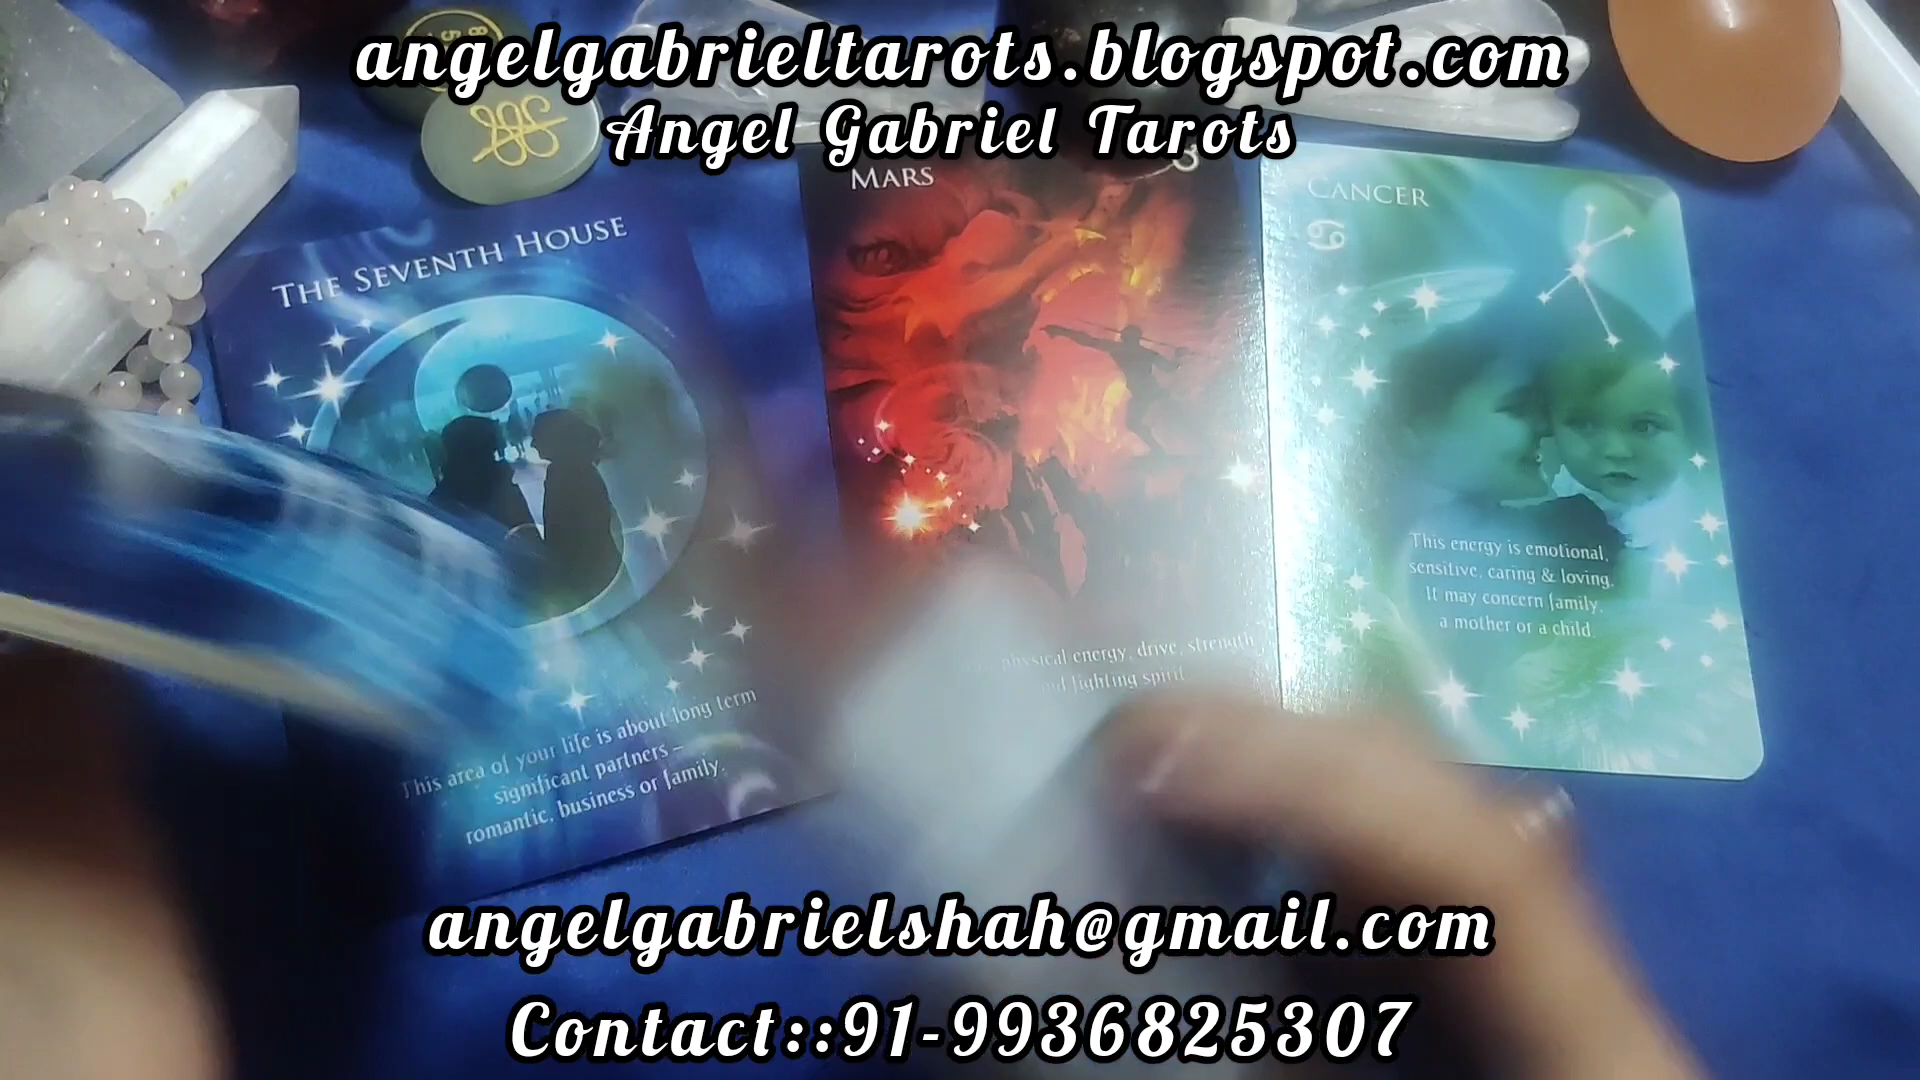 angelgabrieltarots.blogspot.com
Angel Gabriel Tarots
THE SEVENTH HOUSE
This area of your life is about long term
significant partners –
romantic, business or family.
MARS
physical energy, drive, strength
fighting spirit
CANCER
This energy is emotional,
sensitive, caring & loving.
It may concern family,
a mother or a child.
angelgabrielshah@gmail.com
Contact::91-9936825307